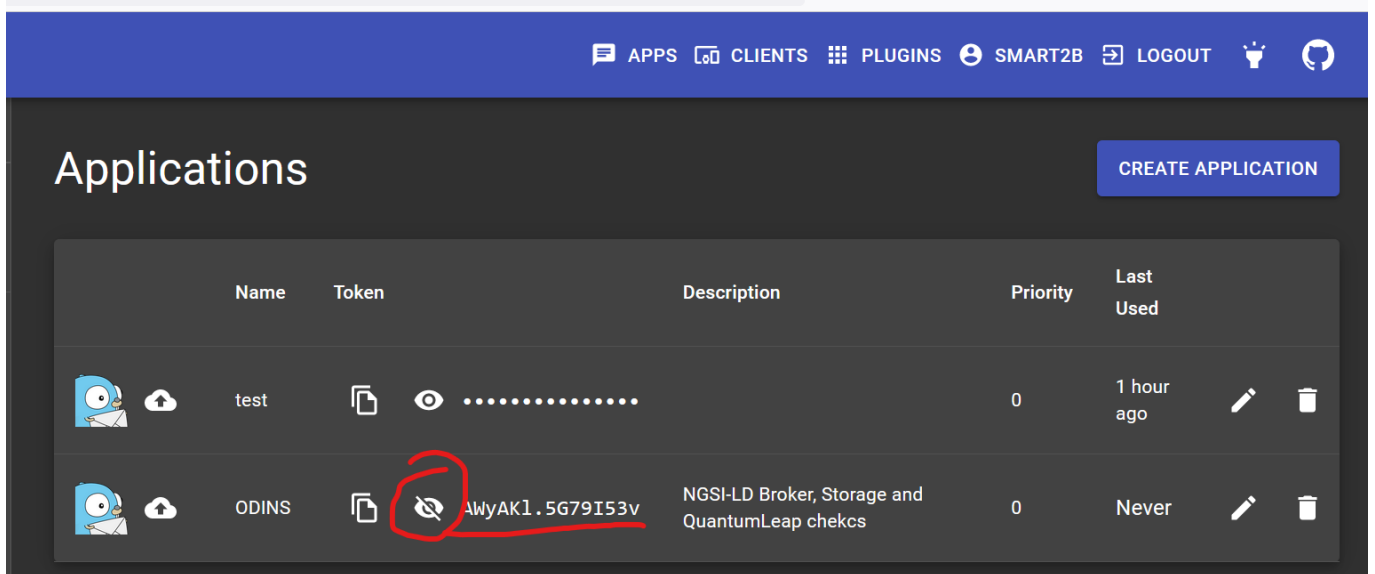 APPS CLIENTS PLUGINS SMART2B LOGOUT
Applications
CREATE APPLICATION
Name Token Description Priority Last Used
test ••••••••••••••• 0 1 hour ago
ODINS AWyAKl.5G79I53v NGSI-LD Broker, Storage and QuantumLeap chekcs 0 Never